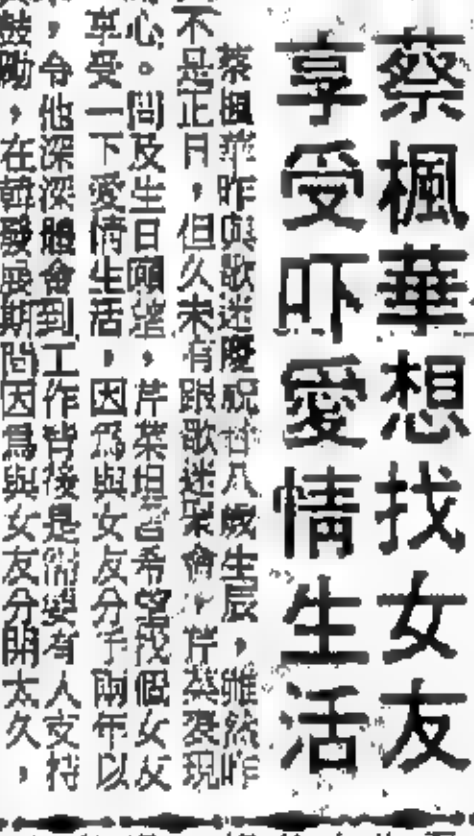 蔡楓華想找女友
享受吓愛情生活
蔡楓華昨與歌迷慶祝廿八歲生辰，雖然昨
不是正日，但久未有跟歌迷聚會，芹菜表現
心。問及生日願望，芹菜坦言希望找個女友
享受一下愛情生活，因為與女友分手兩年以
，令他深深體會到工作背後是需要有人支持
鼓勵，在韓發展期間因為與女友分開太久，